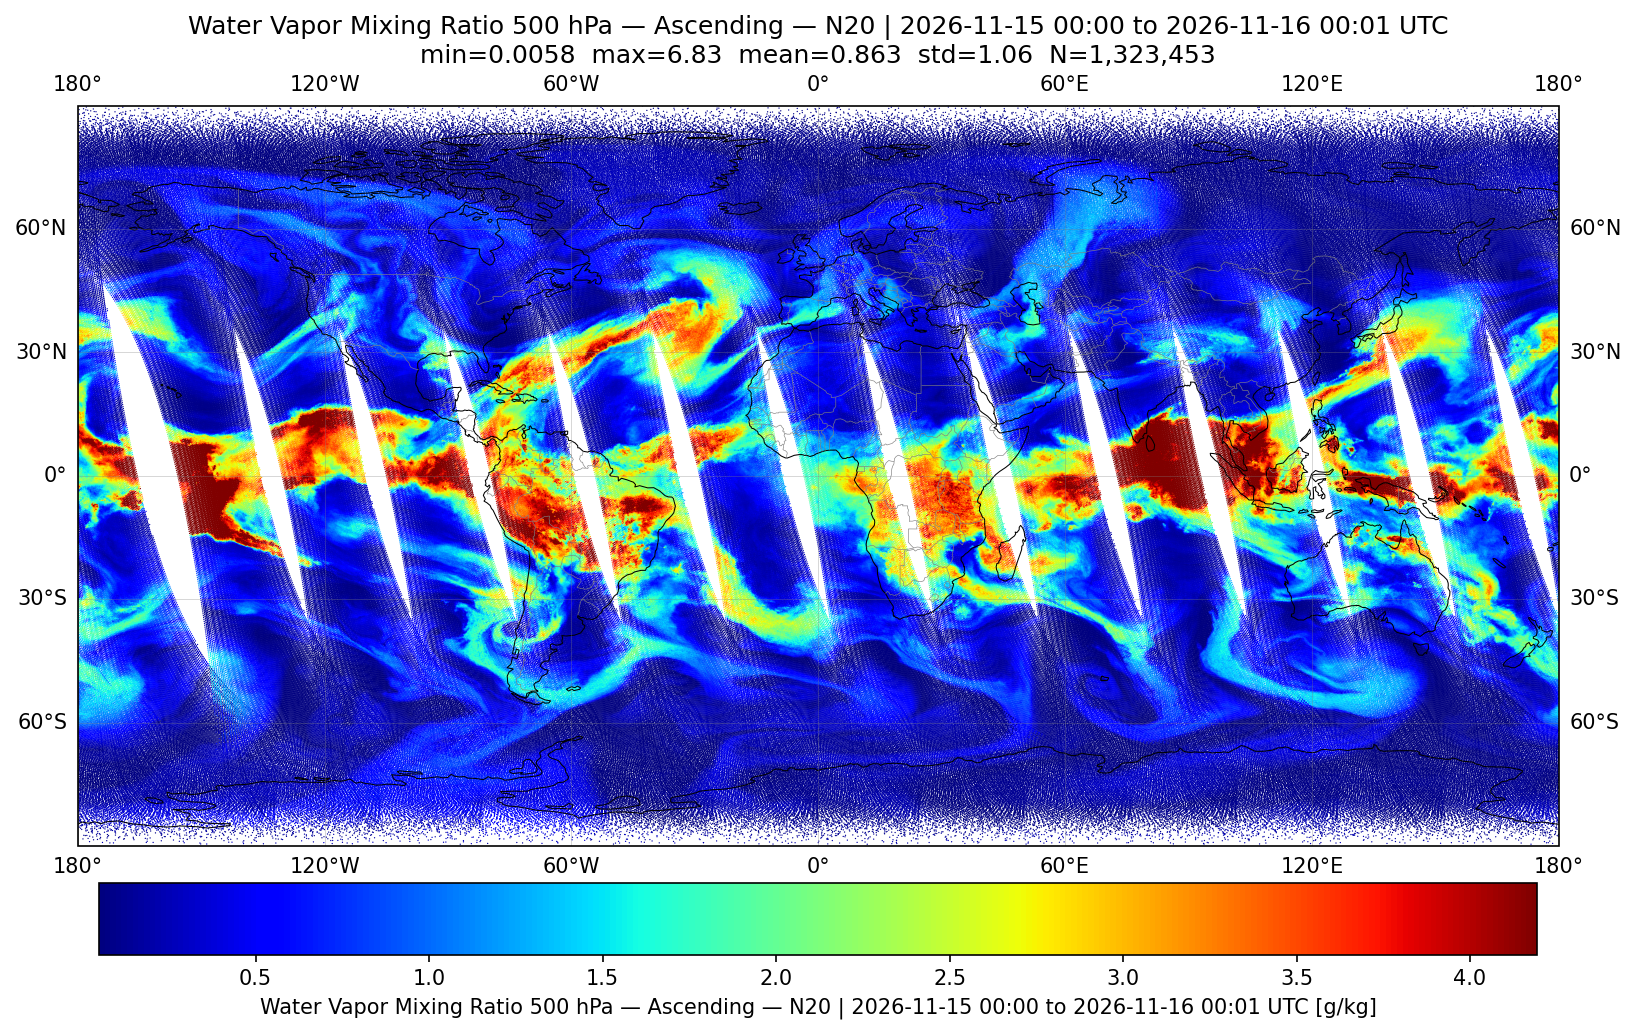 Water Vapor Mixing Ratio 500 hPa — Ascending — N20 | 2026-11-15 00:00 to 2026-11-16 00:01 UTC
min=0.0058  max=6.83  mean=0.863  std=1.06  N=1,323,453
180° 120°W 60°W 0° 60°E 120°E 180°
60°N 60°N
30°N 30°N
0° 0°
30°S 30°S
60°S 60°S
180° 120°W 60°W 0° 60°E 120°E 180°
0.5 1.0 1.5 2.0 2.5 3.0 3.5 4.0
Water Vapor Mixing Ratio 500 hPa — Ascending — N20 | 2026-11-15 00:00 to 2026-11-16 00:01 UTC [g/kg]